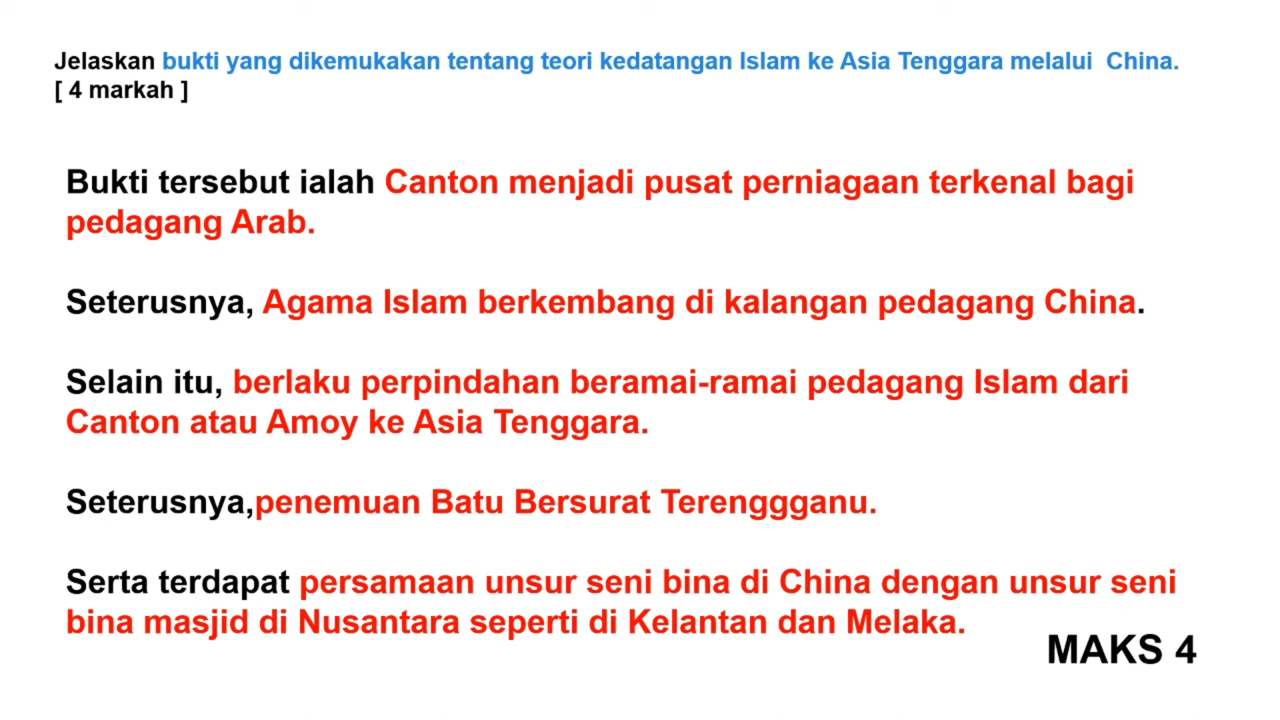 Jelaskan bukti yang dikemukakan tentang teori kedatangan Islam ke Asia Tenggara melalui China.
[ 4 markah ]
Bukti tersebut ialah Canton menjadi pusat perniagaan terkenal bagi
pedagang Arab.
Seterusnya, Agama Islam berkembang di kalangan pedagang China.
Selain itu, berlaku perpindahan beramai-ramai pedagang Islam dari
Canton atau Amoy ke Asia Tenggara.
Seterusnya,penemuan Batu Bersurat Terenggganu.
Serta terdapat persamaan unsur seni bina di China dengan unsur seni
bina masjid di Nusantara seperti di Kelantan dan Melaka.
MAKS 4